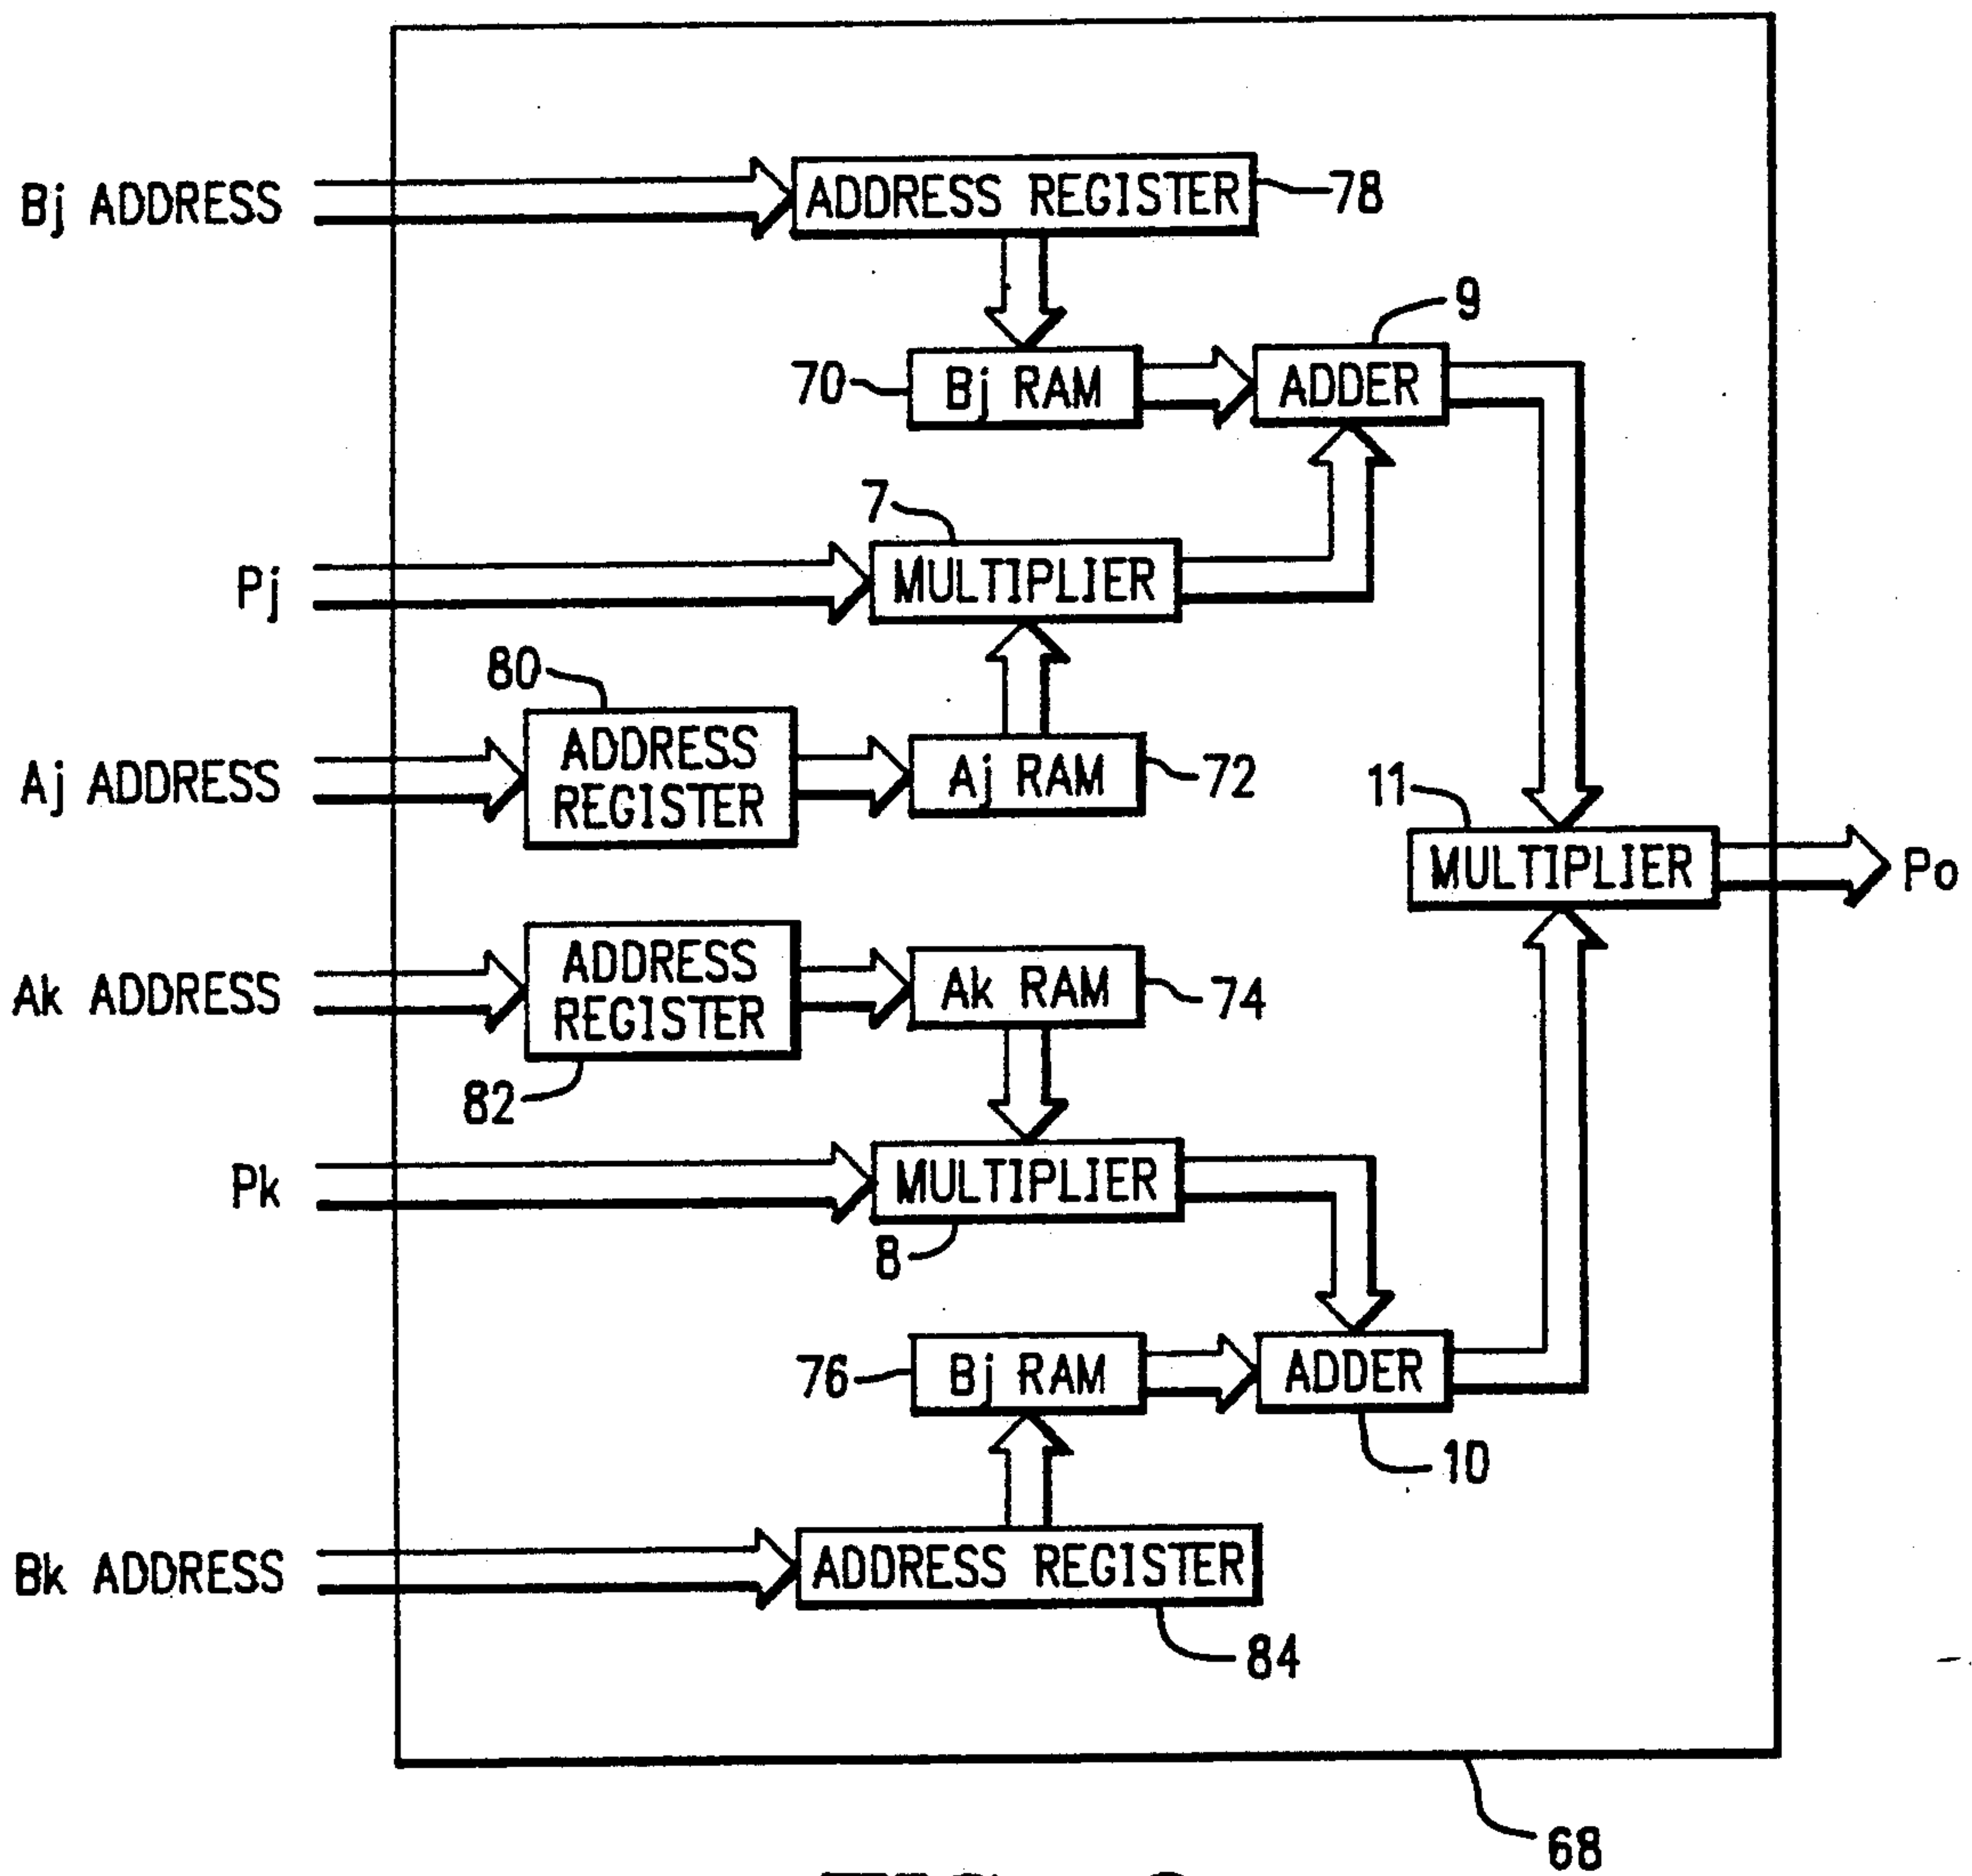 Bj ADDRESS
ADDRESS REGISTER
78
9
70
Bj RAM
ADDER
7
Pj
MULTIPLIER
80
Aj ADDRESS
ADDRESS
REGISTER
Aj RAM
72
11
MULTIPLIER
Po
Ak ADDRESS
ADDRESS
REGISTER
Ak RAM
74
82
Pk
MULTIPLIER
8
76
Bj RAM
ADDER
10
Bk ADDRESS
ADDRESS REGISTER
84
68